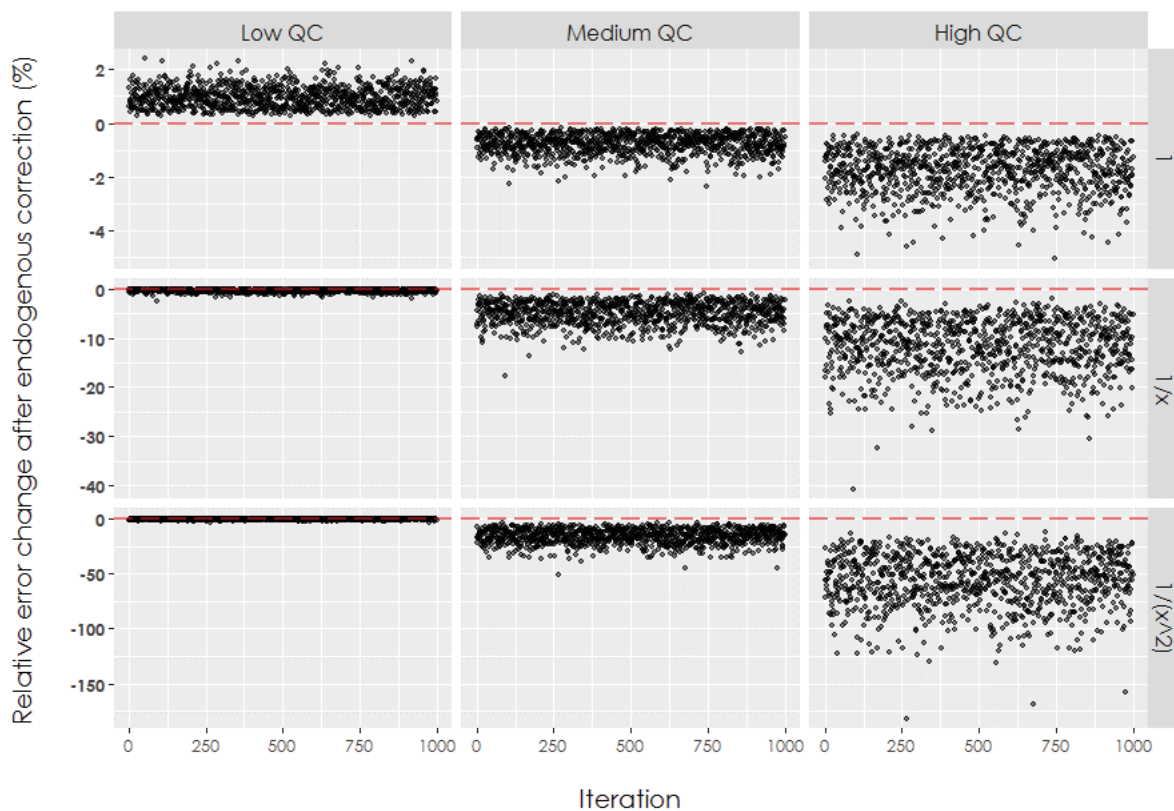 Low QC Medium QC High QC
Relative error change after endogenous correction (%)
2
0
-2
-4
1
0
-10
-20
-30
-40
1/x
0
-50
-100
-150
1/(x^2)
0 250 500 750 1000 0 250 500 750 1000 0 250 500 750 1000
Iteration